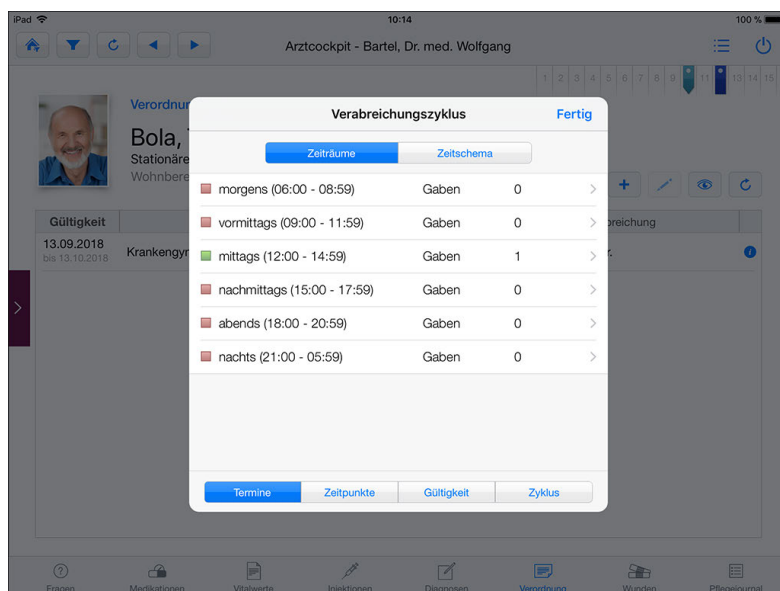 iPad 10:14 100 %
Arztcockpit - Bartel, Dr. med. Wolfgang
1 2 3 4 5 6 7 8 9 11 13 14 15
Verordnun
Bola,
Stationäre
Wohnbere
Gültigkeit
breichung
13.09.2018
bis 13.10.2018
Krankengyr
r.
Verabreichungszyklus Fertig
Zeiträume Zeitschema
morgens (06:00 - 08:59) Gaben 0
vormittags (09:00 - 11:59) Gaben 0
mittags (12:00 - 14:59) Gaben 1
nachmittags (15:00 - 17:59) Gaben 0
abends (18:00 - 20:59) Gaben 0
nachts (21:00 - 05:59) Gaben 0
Termine Zeitpunkte Gültigkeit Zyklus
Fragen Medikationen Vitalwerte Injektionen Diagnosen Verordnung Wunden Pflegejournal